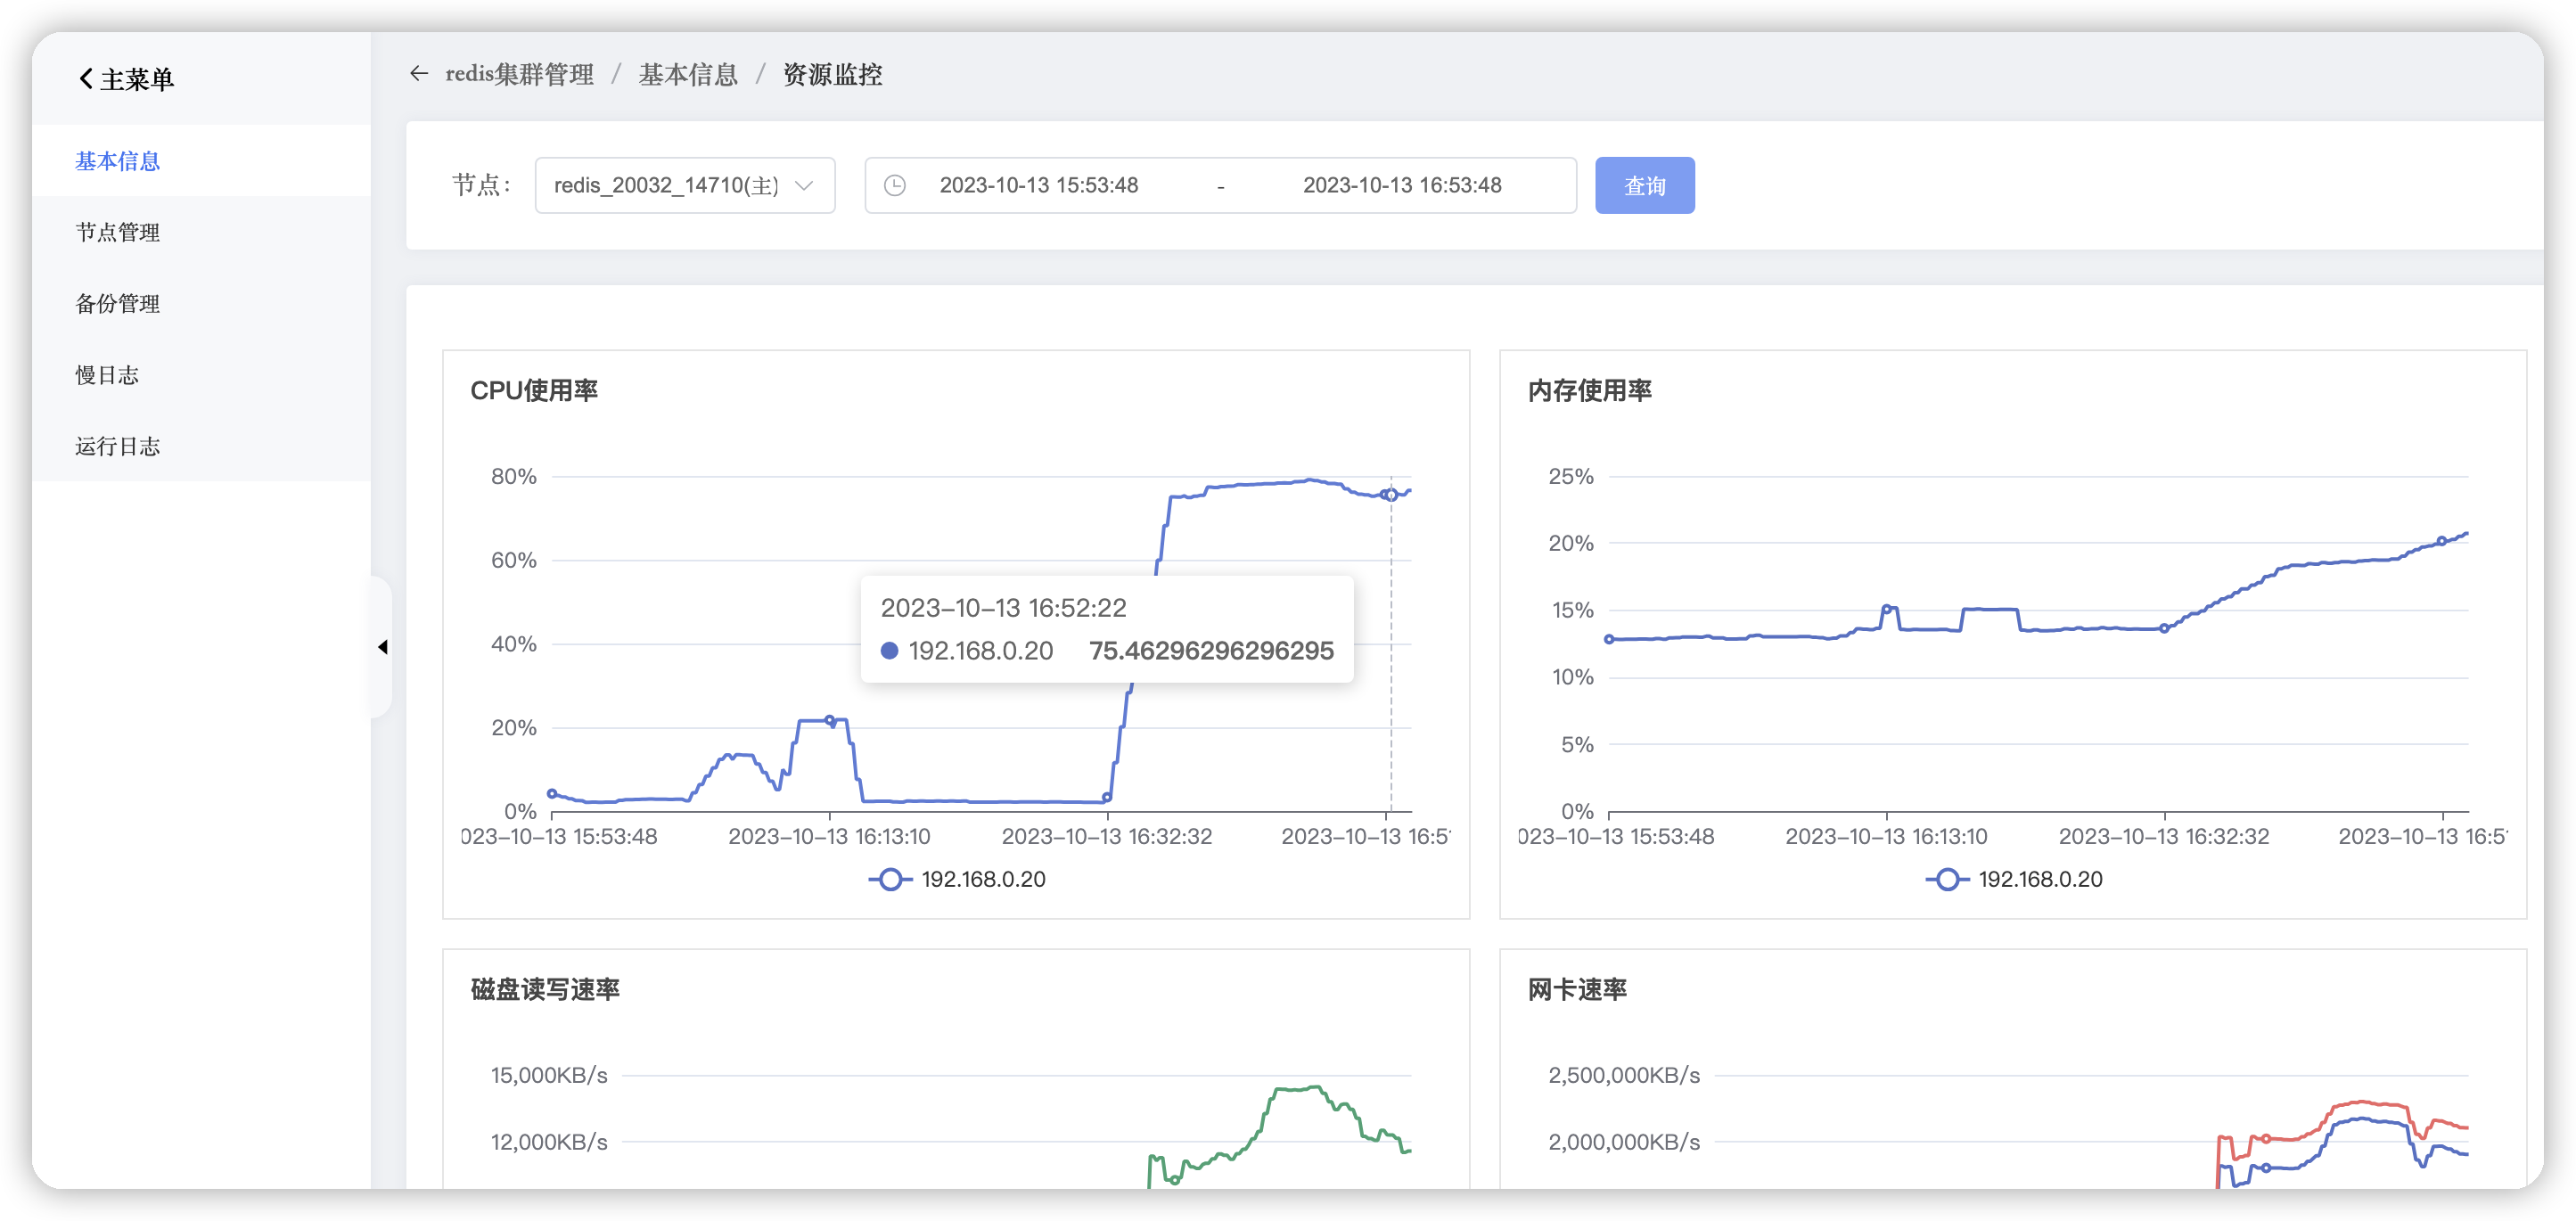 主菜单
基本信息
节点管理
备份管理
慢日志
运行日志
redis集群管理 / 基本信息 / 资源监控
节点： redis_20032_14710(主) 2023-10-13 15:53:48 - 2023-10-13 16:53:48 查询
CPU使用率
80%
60%
40%
20%
0%
2023-10-13 16:52:22
192.168.0.20 75.46296296296295
023-10-13 15:53:48 2023-10-13 16:13:10 2023-10-13 16:32:32 2023-10-13 16:5
192.168.0.20
内存使用率
25%
20%
15%
10%
5%
0%
023-10-13 15:53:48 2023-10-13 16:13:10 2023-10-13 16:32:32 2023-10-13 16:5
192.168.0.20
磁盘读写速率
15,000KB/s
12,000KB/s
网卡速率
2,500,000KB/s
2,000,000KB/s